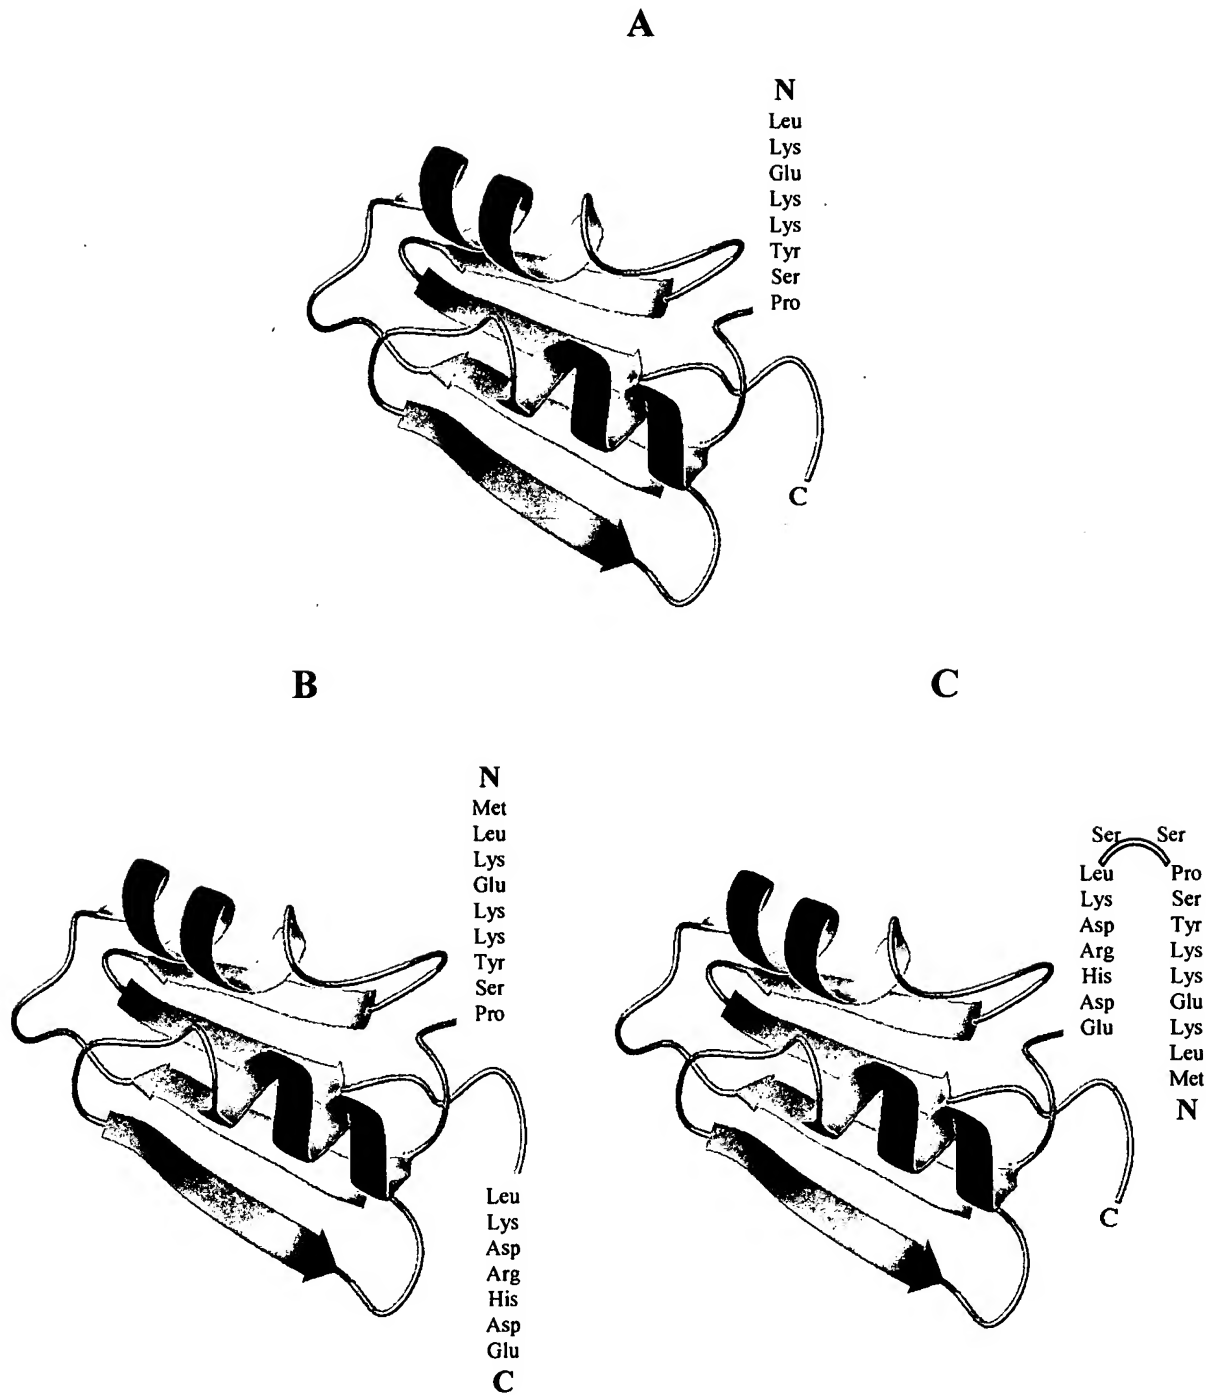 A
N
Leu
Lys
Glu
Lys
Lys
Tyr
Ser
Pro
C
B
N
Met
Leu
Lys
Glu
Lys
Lys
Tyr
Ser
Pro
Leu
Lys
Asp
Arg
His
Asp
Glu
C
C
Ser Ser
Leu Pro
Lys Ser
Asp Tyr
Arg Lys
His Lys
Asp Glu
Glu Lys
Leu
Met
N
C